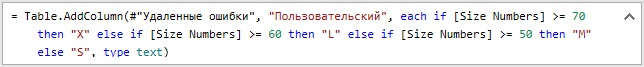 = Table.AddColumn(#"Удаленные ошибки", "Пользовательский", each if [Size Numbers] >= 70
then "X" else if [Size Numbers] >= 60 then "L" else if [Size Numbers] >= 50 then "M"
else "S", type text)